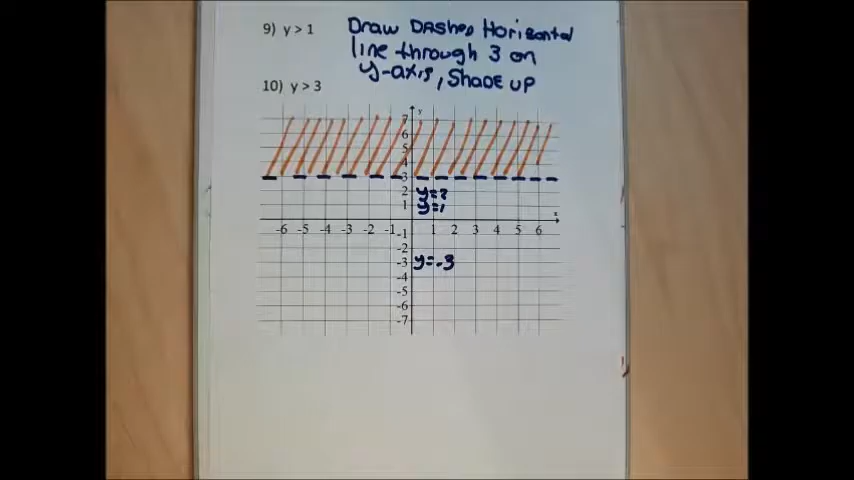 9) y > 1
Draw DASHed Horizontal
line through 3 on
y-axis, Shade up
10) y > 3
y
7
6
5
4
3
2 y=2
1 y=1
x
-6 -5 -4 -3 -2 -1 1 2 3 4 5 6
-1
-2
-3 y=-3
-4
-5
-6
-7